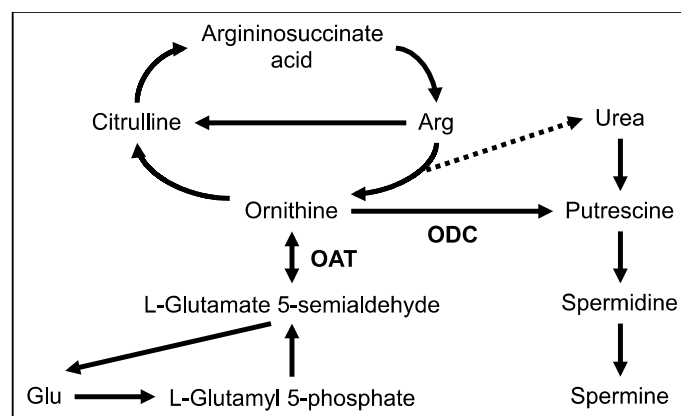 Argininosuccinate
acid
Citrulline
Arg
Urea
Ornithine
ODC
Putrescine
OAT
L-Glutamate 5-semialdehyde
Spermidine
Glu
L-Glutamyl 5-phosphate
Spermine